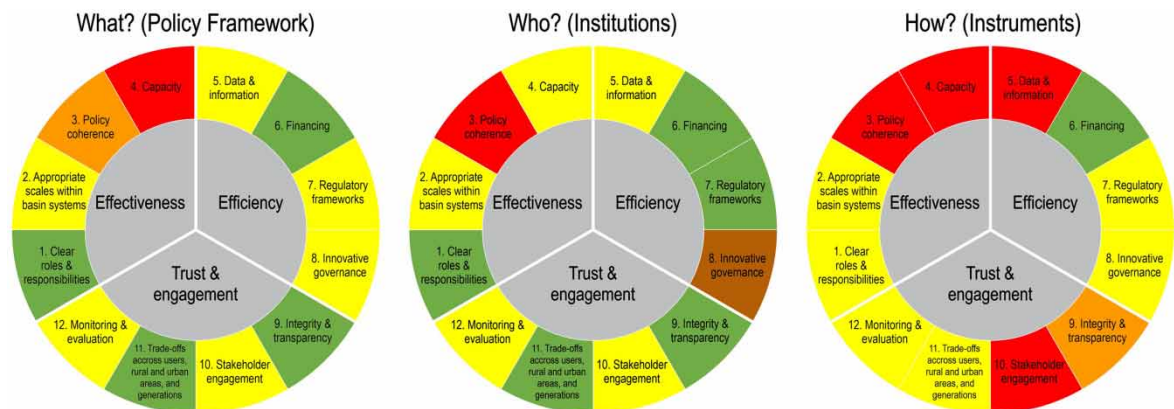 What? (Policy Framework)
4. Capacity
5. Data &
information
3. Policy
coherence
6. Financing
2. Appropriate
scales within
basin systems
Effectiveness
Efficiency
7. Regulatory
frameworks
1. Clear
roles &
responsibilities
8. Innovative
governance
Trust &
engagement
12. Monitoring &
evaluation
9. Integrity &
transparency
11. Trade-offs
accross users,
rural and urban
areas, and
generations
10. Stakeholder
engagement
Who? (Institutions)
4. Capacity
5. Data &
information
3. Policy
coherence
6. Financing
2. Appropriate
scales within
basin systems
Effectiveness
Efficiency
7. Regulatory
frameworks
1. Clear
roles &
responsibilities
8. Innovative
governance
Trust &
engagement
12. Monitoring &
evaluation
9. Integrity &
transparency
11. Trade-offs
accross users,
rural and urban
areas, and
generations
10. Stakeholder
engagement
How? (Instruments)
4. Capacity
5. Data &
information
3. Policy
coherence
6. Financing
2. Appropriate
scales within
basin systems
Effectiveness
Efficiency
7. Regulatory
frameworks
1. Clear
roles &
responsibilities
8. Innovative
governance
Trust &
engagement
12. Monitoring &
evaluation
9. Integrity &
transparency
11. Trade-offs
accross users,
rural and urban
areas, and
generations
10. Stakeholder
engagement